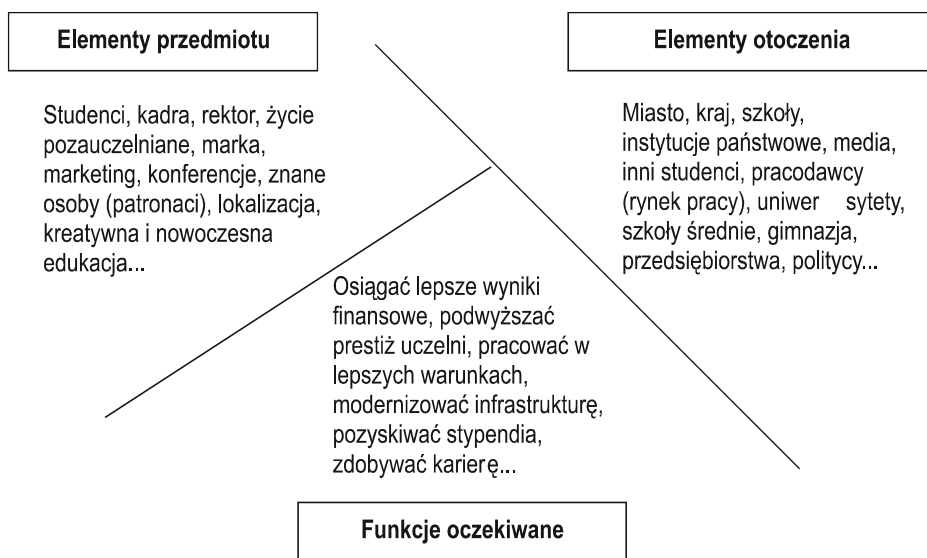 Elementy przedmiotu
Studenci, kadra, rektor, życie
pozauczelniane, marka,
marketing, konferencje, znane
osoby (patronaci), lokalizacja,
kreatywna i nowoczesna
edukacja...
Elementy otoczenia
Miasto, kraj, szkoły,
instytucje państwowe, media,
inni studenci, pracodawcy
(rynek pracy), uniwer sytety,
szkoły średnie, gimnazja,
przedsiębiorstwa, politycy...
Osiągać lepsze wyniki
finansowe, podwyższać
prestiż uczelni, pracować w
lepszych warunkach,
modernizować infrastrukturę,
pozyskiwać stypendia,
zdobywać karierę...
Funkcje oczekiwane